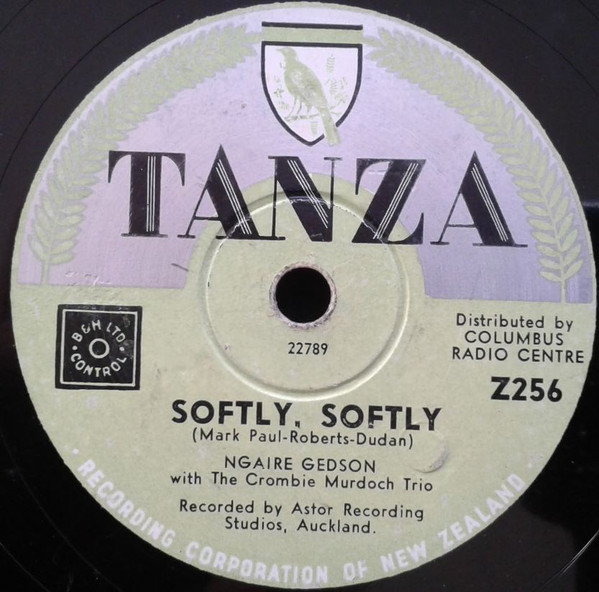 TANZA
B&H LTD
CONTROL
22789
Distributed by
COLUMBUS
RADIO CENTRE
Z256
SOFTLY, SOFTLY
(Mark Paul-Roberts-Dudan)
NGAIRE GEDSON
with The Crombie Murdoch Trio
Recorded by Astor Recording
Studios, Auckland.
· RECORDING CORPORATION OF NEW ZEALAND ·